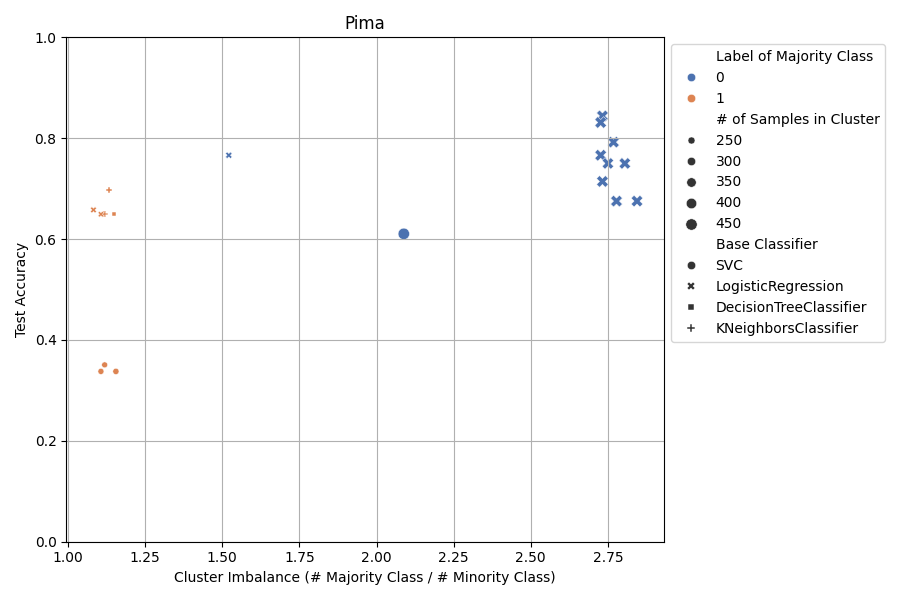 Pima
1.0
0.8
0.6
0.4
0.2
0.0
Test Accuracy
1.00
1.25
1.50
1.75
2.00
2.25
2.50
2.75
Cluster Imbalance (# Majority Class / # Minority Class)
Label of Majority Class
0
1
# of Samples in Cluster
250
300
350
400
450
Base Classifier
SVC
LogisticRegression
DecisionTreeClassifier
KNeighborsClassifier